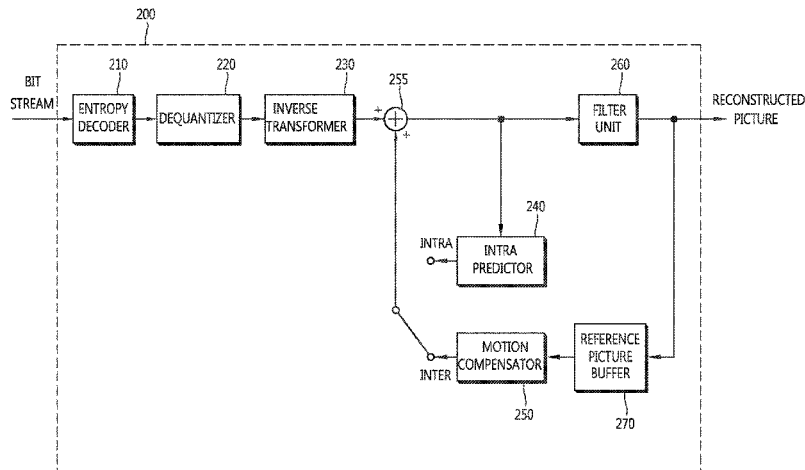 200
210
220
230
255
260
BIT
STREAM
ENTROPY
DECODER
DEQUANTIZER
INVERSE
TRANSFORMER
+
+
FILTER
UNIT
RECONSTRUCTED
PICTURE
240
INTRA
INTRA
PREDICTOR
MOTION
COMPENSATOR
REFERENCE
PICTURE
BUFFER
INTER
250
270